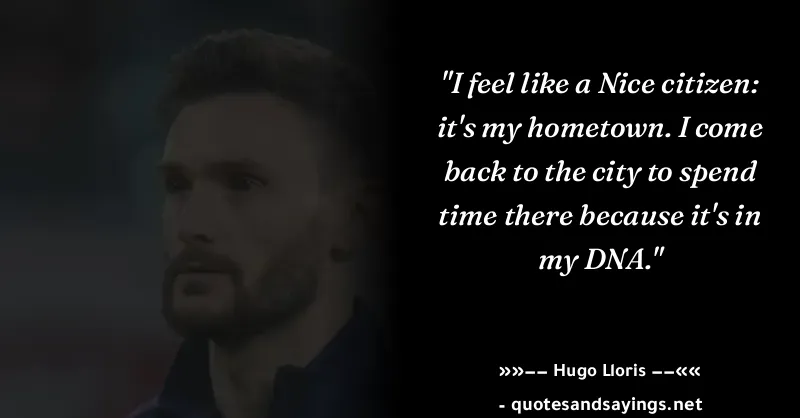 "I feel like a Nice citizen:
it's my hometown. I come
back to the city to spend
time there because it's in
my DNA."
»»−− Hugo Lloris −−««
- quotesandsayings.net